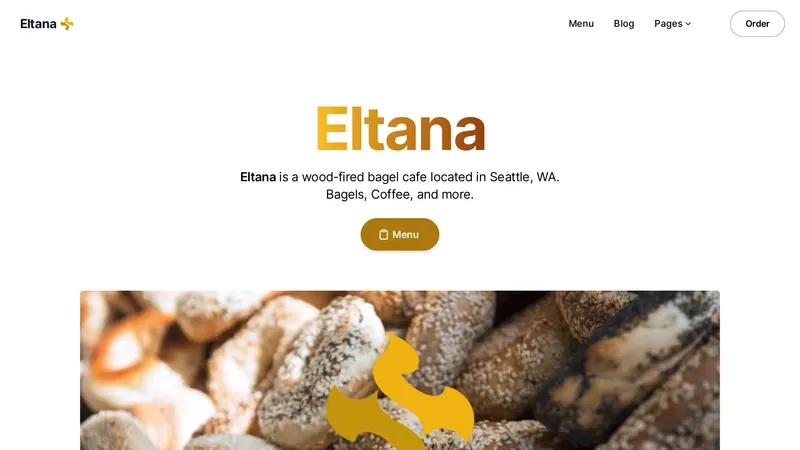 Eltana
Menu
Blog
Pages
Order
Eltana
Eltana is a wood-fired bagel cafe located in Seattle, WA.
Bagels, Coffee, and more.
Menu